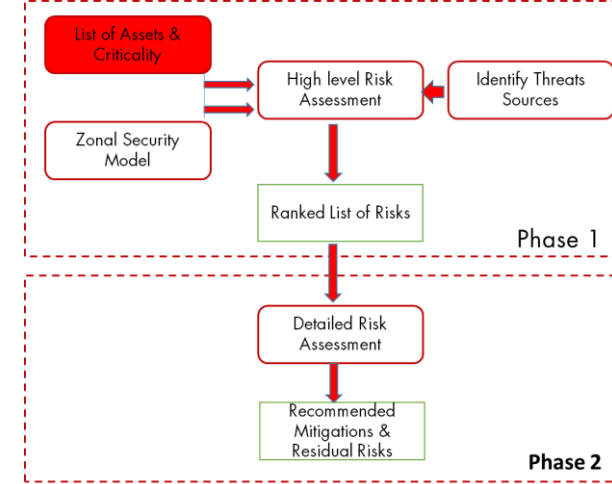 List of Assets &
Criticality
High level Risk
Assessment
Identify Threats
Sources
Zonal Security
Model
Ranked List of Risks
Phase 1
Detailed Risk
Assessment
Recommended
Mitigations &
Residual Risks
Phase 2